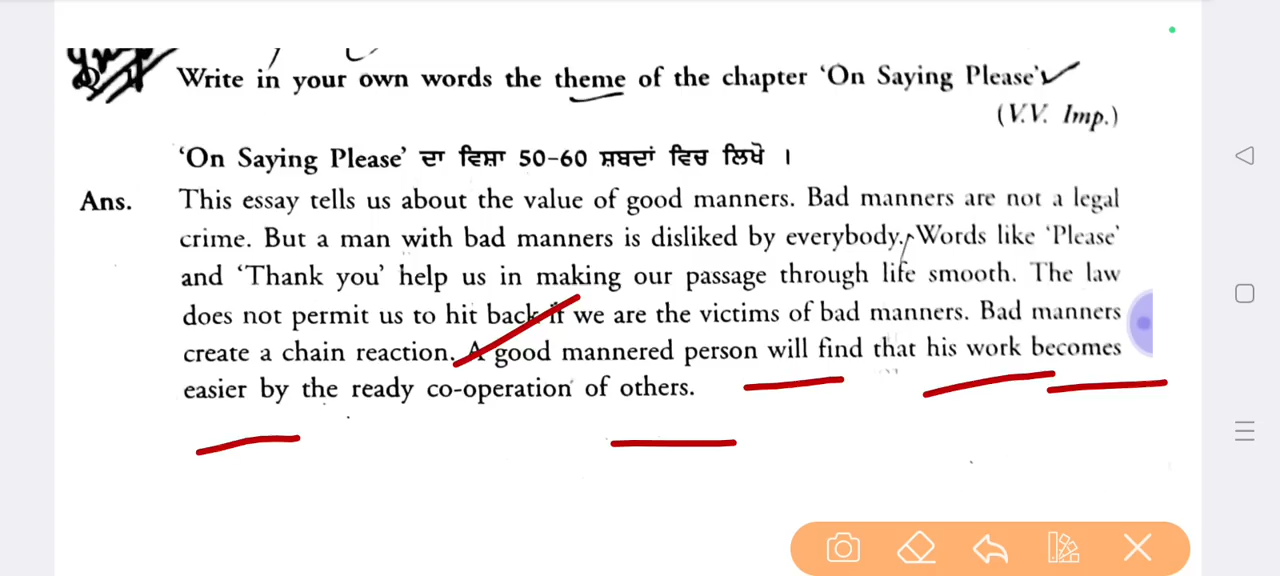 Write in your own words the theme of the chapter 'On Saying Please'
(V.V. Imp.)
'On Saying Please' ਦਾ ਵਿਸ਼ਾ 50-60 ਸ਼ਬਦਾਂ ਵਿਚ ਲਿਖੋ ।
Ans. This essay tells us about the value of good manners. Bad manners are not a legal
crime. But a man with bad manners is disliked by everybody. Words like 'Please'
and 'Thank you' help us in making our passage through life smooth. The law
does not permit us to hit back if we are the victims of bad manners. Bad manners
create a chain reaction. A good mannered person will find that his work becomes
easier by the ready co-operation of others.